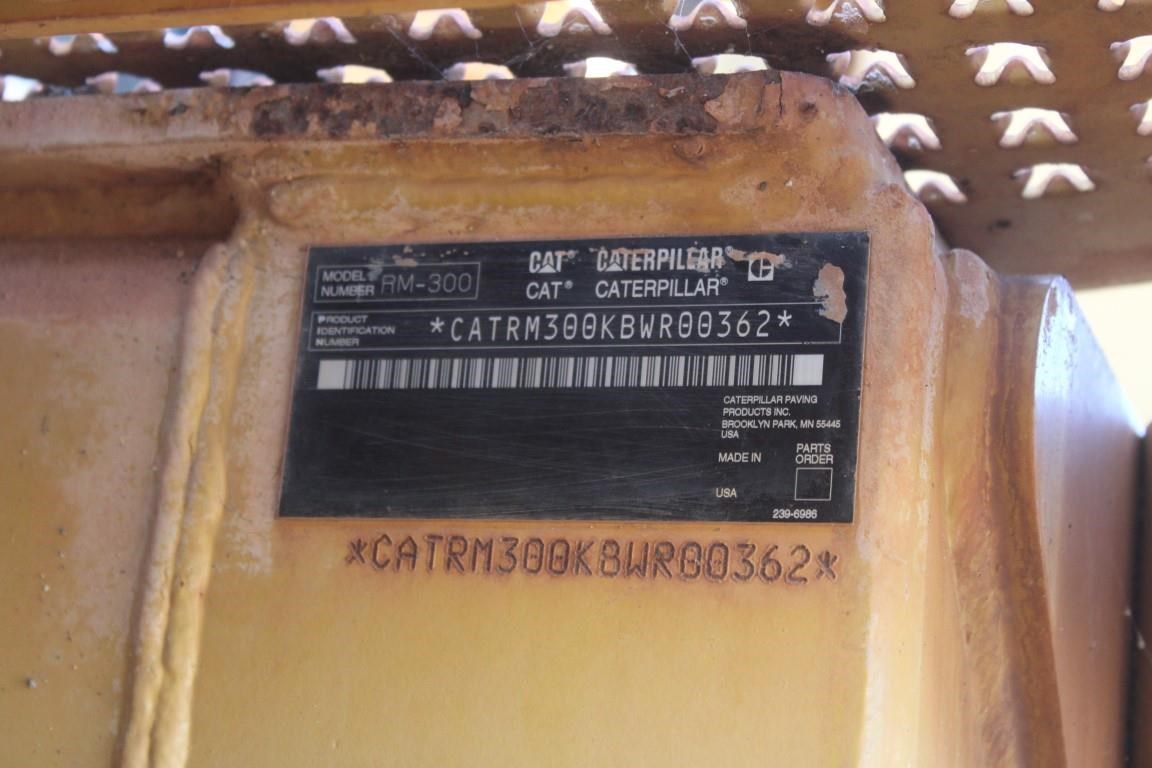 MODEL NUMBER RM-300
CAT® CATERPILLAR®
CAT® CATERPILLAR®
PRODUCT IDENTIFICATION NUMBER *CATRM300KBWR00362*
CATERPILLAR PAVING
PRODUCTS INC.
BROOKLYN PARK, MN 55445
USA
MADE IN
PARTS ORDER
USA
239-6986
*CATRM300KBWR00362*